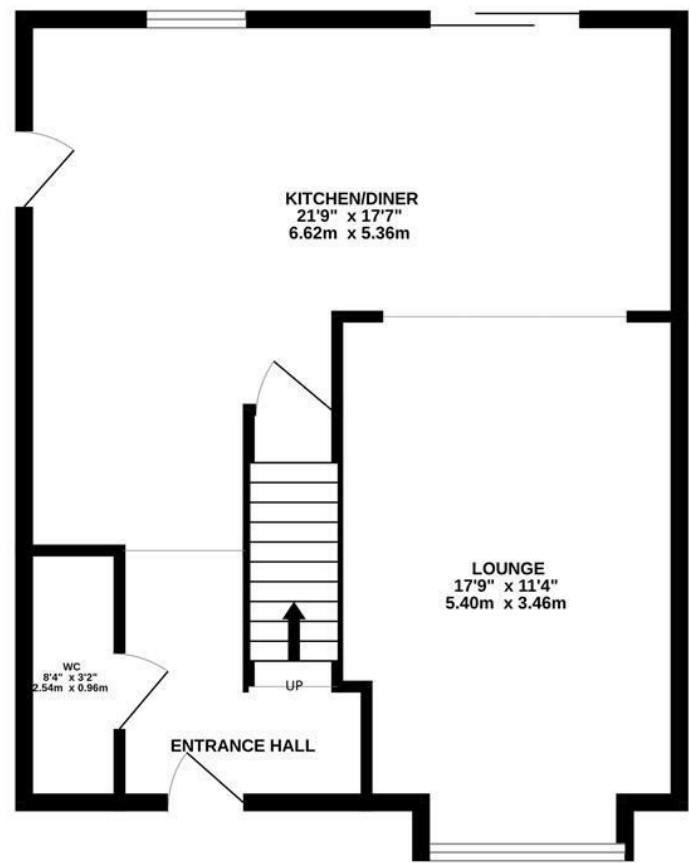 KITCHEN/DINER
21'9" x 17'7"
6.62m x 5.36m
LOUNGE
17'9" x 11'4"
5.40m x 3.46m
WC
8'4" x 3'2"
2.54m x 0.96m
UP
ENTRANCE HALL